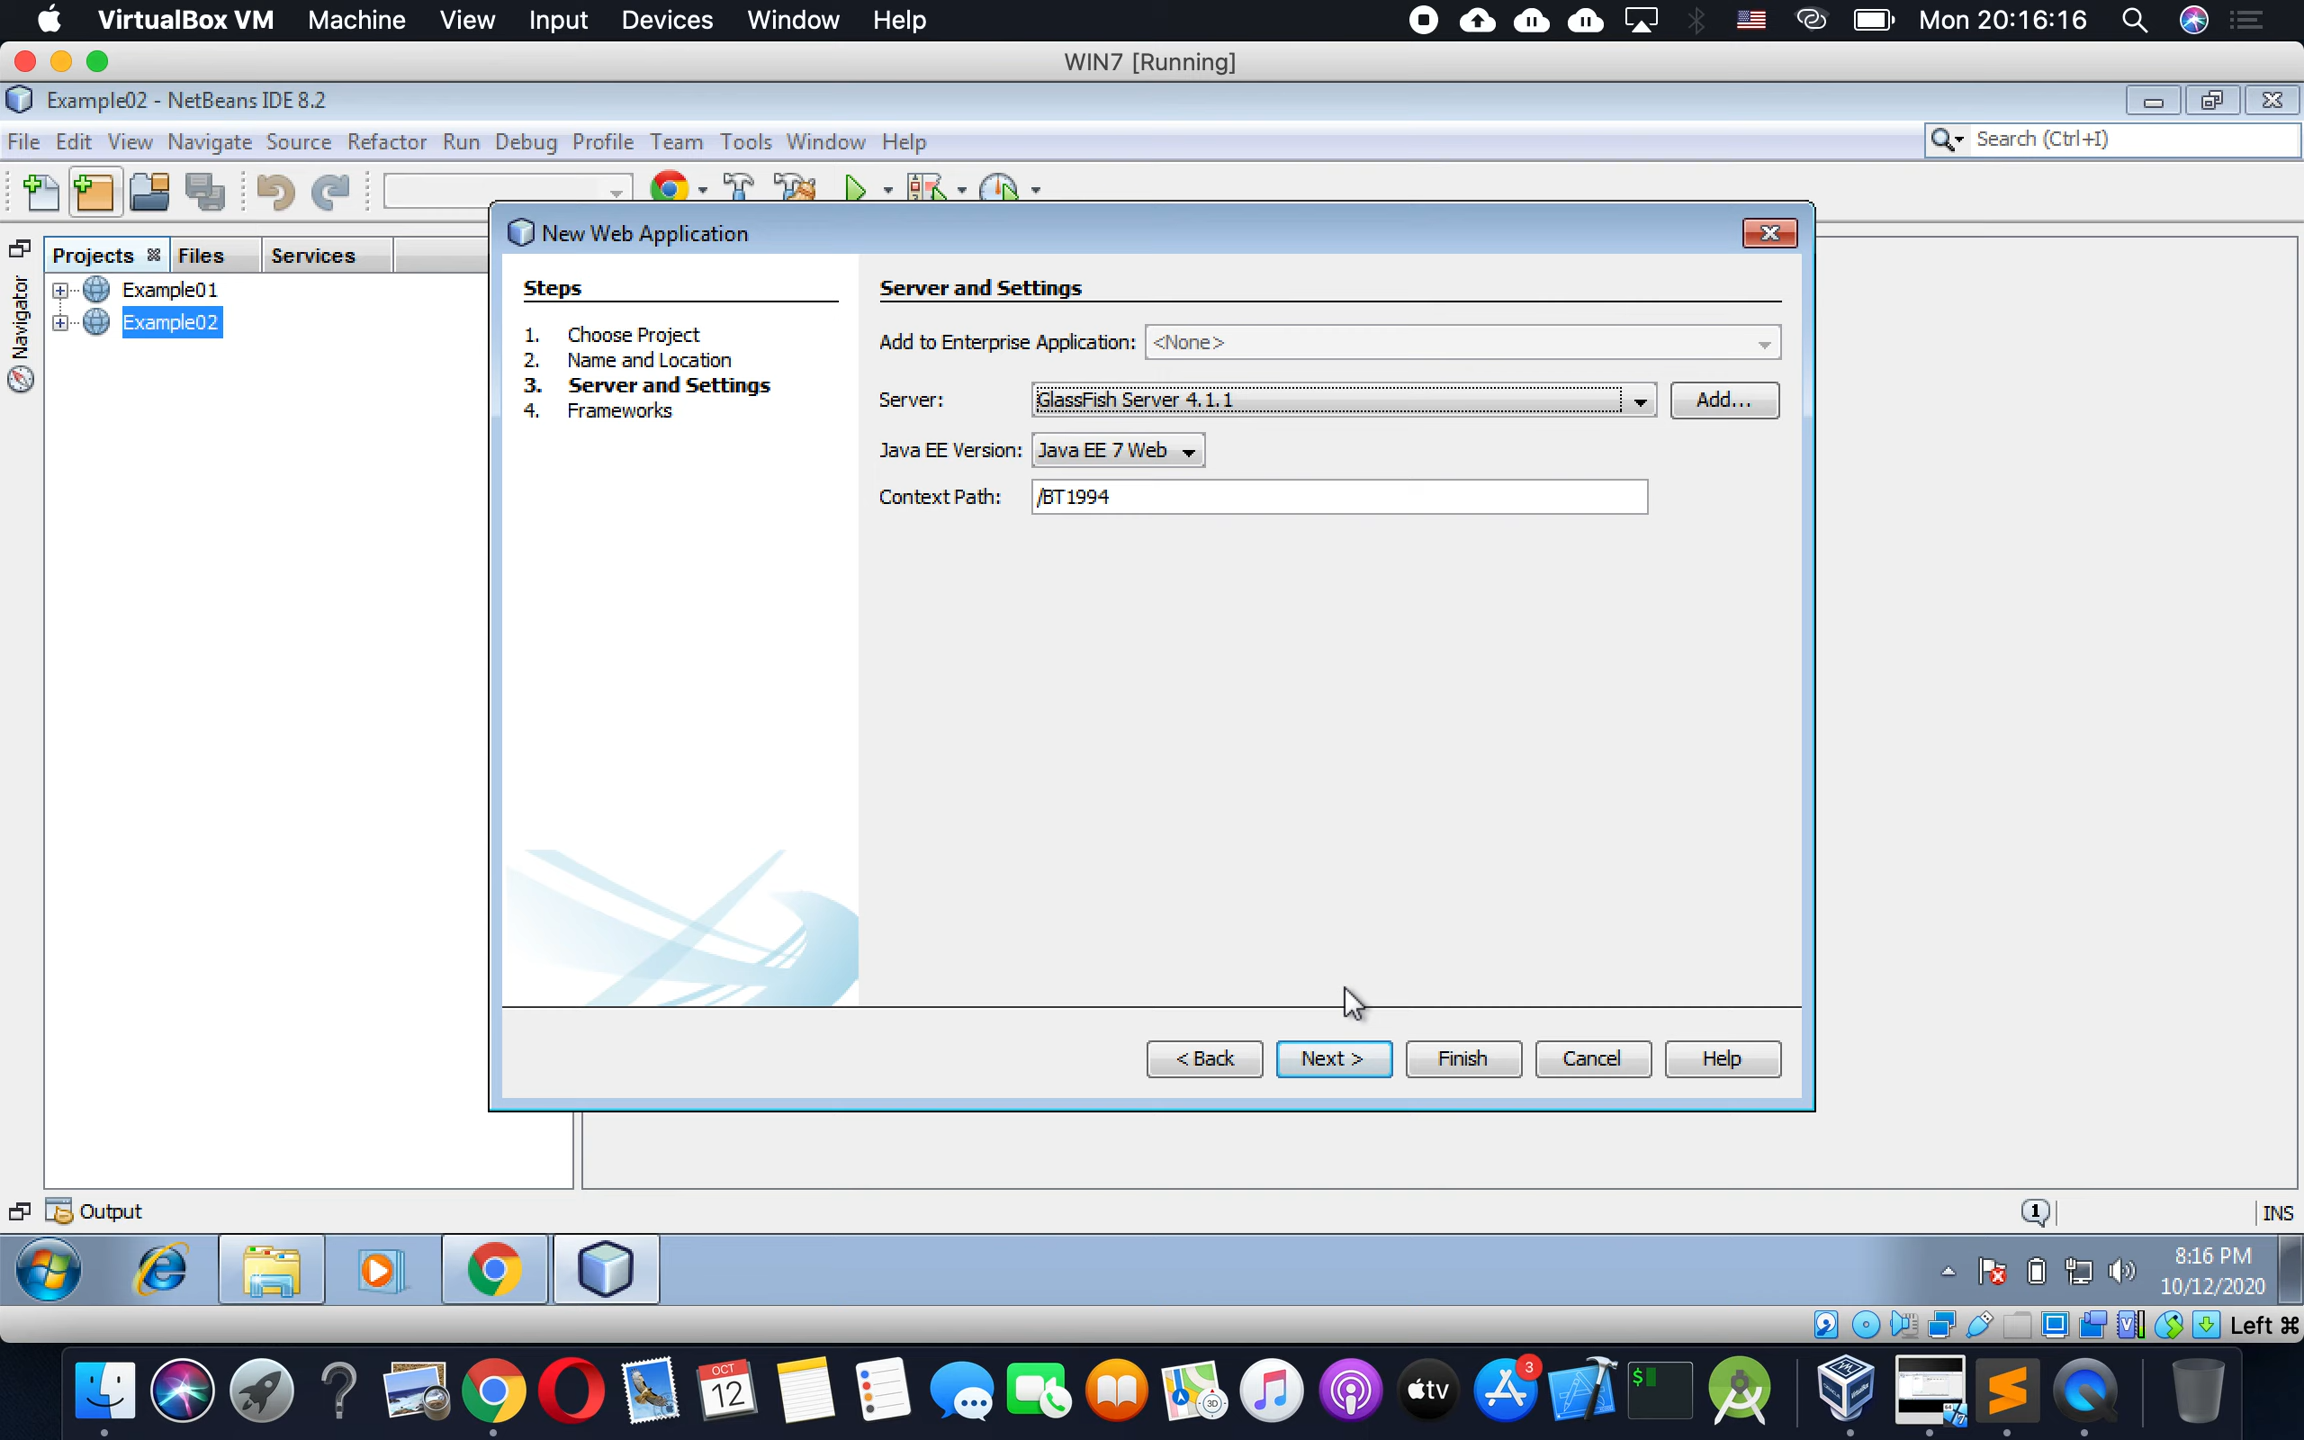 VirtualBox VM Machine View Input Devices Window Help Mon 20:16:16
WIN7 [Running]
Example02 - NetBeans IDE 8.2
File Edit View Navigate Source Refactor Run Debug Profile Team Tools Window Help Search (Ctrl+I)
New Web Application
Projects Files Services
Navigator
Example01
Example02
Steps
1. Choose Project
2. Name and Location
3. Server and Settings
4. Frameworks
Server and Settings
Add to Enterprise Application: <None>
Server: GlassFish Server 4.1.1 Add...
Java EE Version: Java EE 7 Web
Context Path: /BT1994
< Back Next > Finish Cancel Help
Output 1 INS
8:16 PM
10/12/2020
Left ⌘
OCT
12
3D
tv
3
$